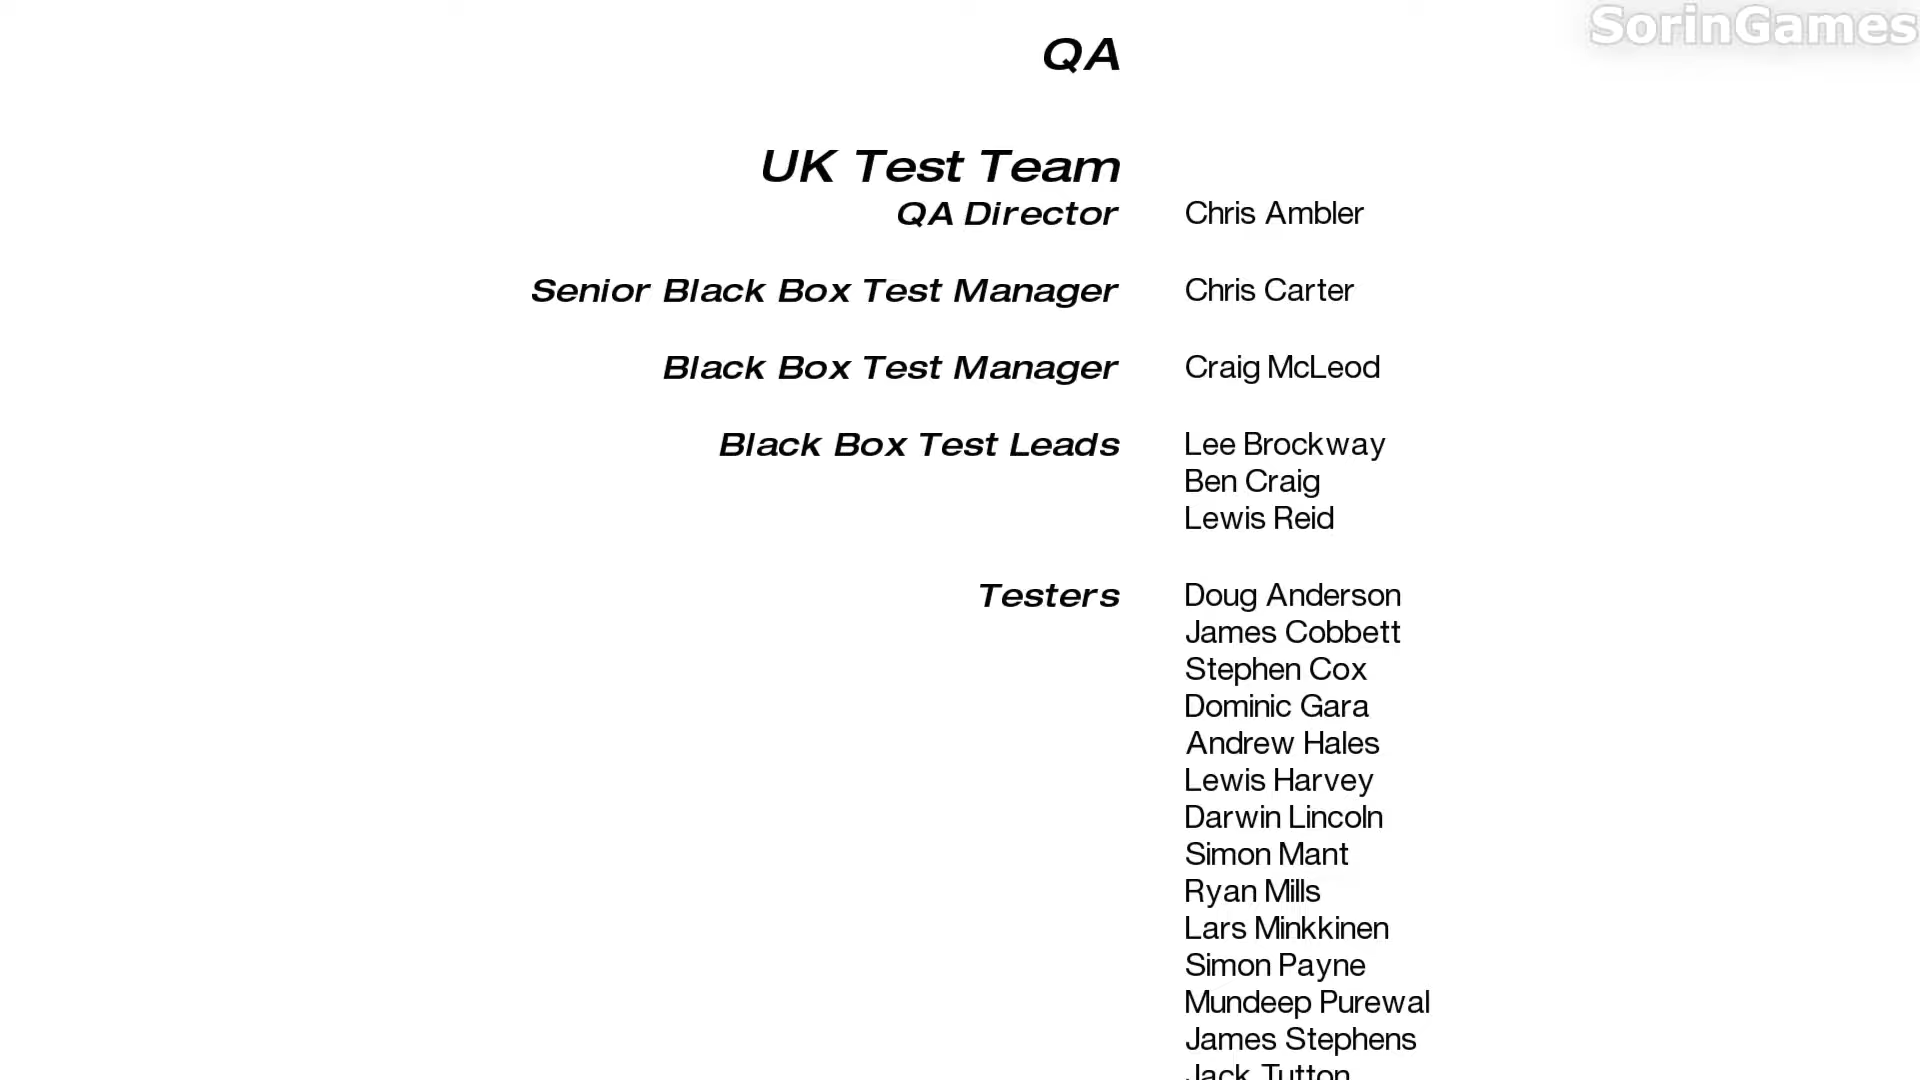 SorinGames
QA
UK Test Team
QA Director Chris Ambler
Senior Black Box Test Manager Chris Carter
Black Box Test Manager Craig McLeod
Black Box Test Leads Lee Brockway
Ben Craig
Lewis Reid
Testers Doug Anderson
James Cobbett
Stephen Cox
Dominic Gara
Andrew Hales
Lewis Harvey
Darwin Lincoln
Simon Mant
Ryan Mills
Lars Minkkinen
Simon Payne
Mundeep Purewal
James Stephens
Jack Tutton